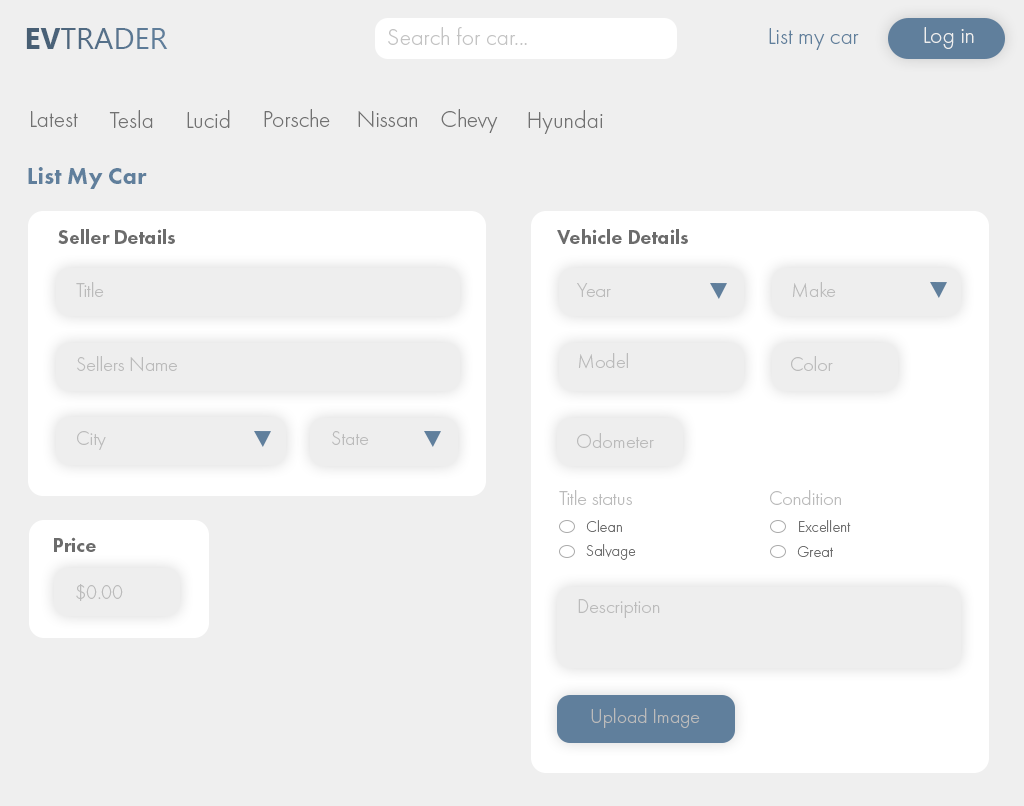 EVTRADER
Search for car...
List my car
Log in
Latest
Tesla
Lucid
Porsche
Nissan
Chevy
Hyundai
List My Car
Seller Details
Title
Sellers Name
City
State
Price
$0.00
Vehicle Details
Year
Make
Model
Color
Odometer
Title status
Clean
Salvage
Condition
Excellent
Great
Description
Upload Image